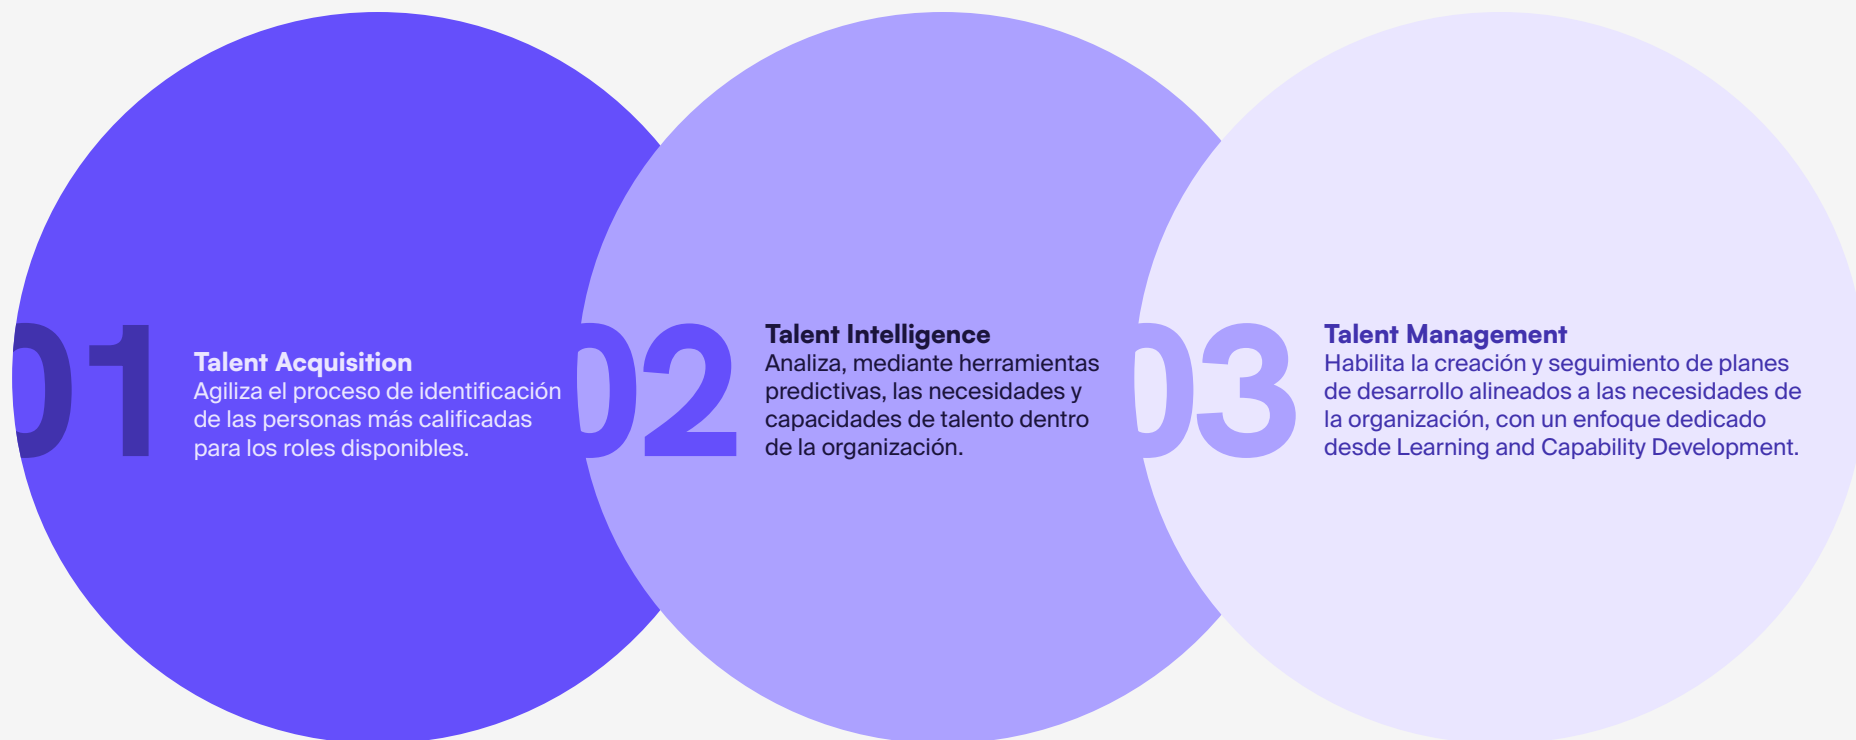 01
Talent Acquisition
Agiliza el proceso de identificación
de las personas más calificadas
para los roles disponibles.
02
Talent Intelligence
Analiza, mediante herramientas
predictivas, las necesidades y
capacidades de talento dentro
de la organización.
03
Talent Management
Habilita la creación y seguimiento de planes
de desarrollo alineados a las necesidades de
la organización, con un enfoque dedicado
desde Learning and Capability Development.